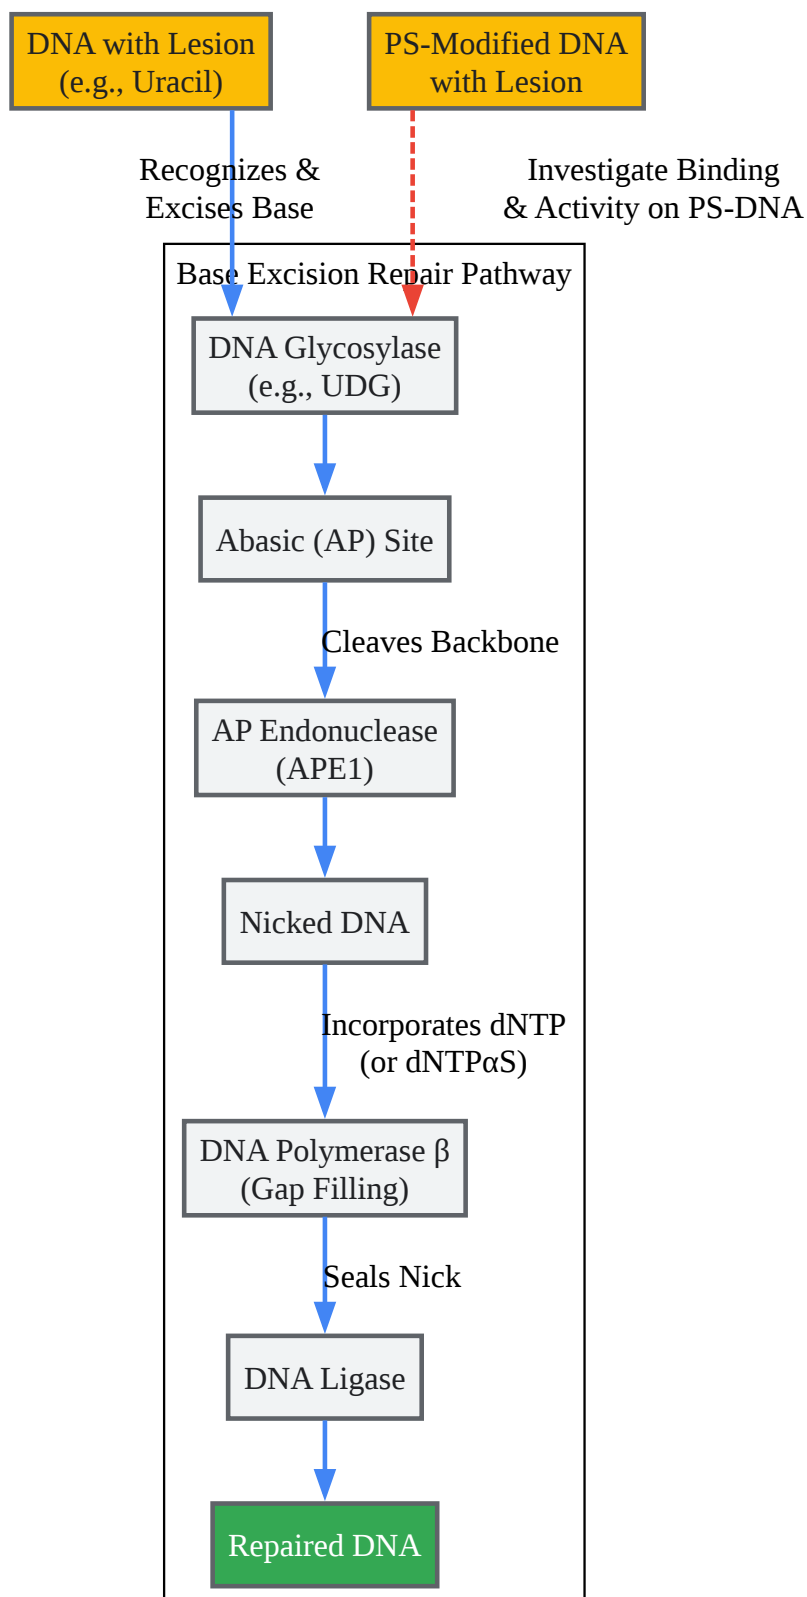 DNA with Lesion
(e.g., Uracil)
PS-Modified DNA
with Lesion
Recognizes &
Excises Base
Investigate Binding
& Activity on PS-DNA
Base Excision Repair Pathway
DNA Glycosylase
(e.g., UDG)
Abasic (AP) Site
Cleaves Backbone
AP Endonuclease
(APE1)
Nicked DNA
Incorporates dNTP
(or dNTPαS)
DNA Polymerase β
(Gap Filling)
Seals Nick
DNA Ligase
Repaired DNA